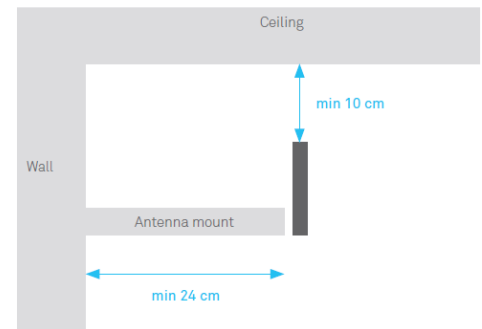 Ceiling
min 10 cm
Wall
Antenna mount
min 24 cm